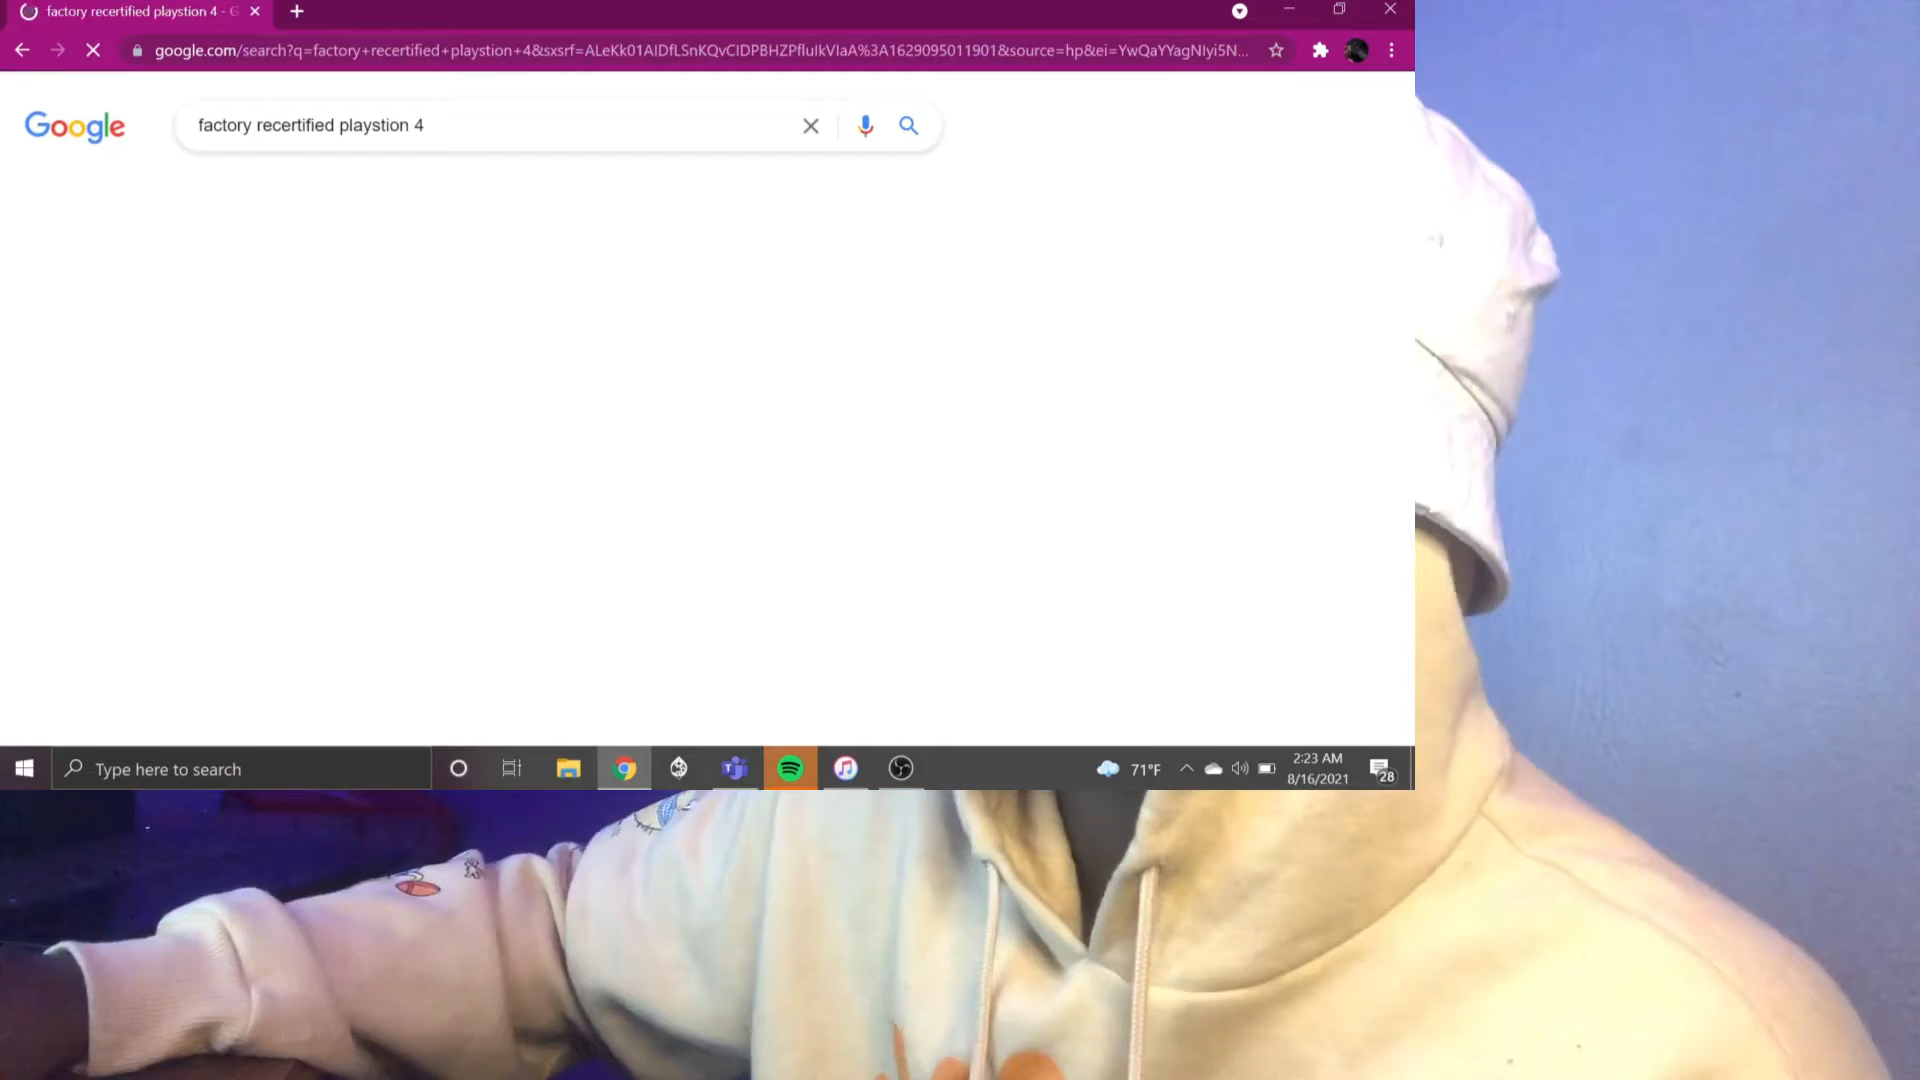 factory recertified playstion 4 - G
google.com/search?q=factory+recertified+playstion+4&sxsrf=ALeKk01AIDfLSnKQvCIDPBHZPfluIkVIaA%3A1629095011901&source=hp&ei=YwQaYYagNIyi5N...
Google
factory recertified playstion 4
Type here to search
71°F
2:23 AM
8/16/2021
28